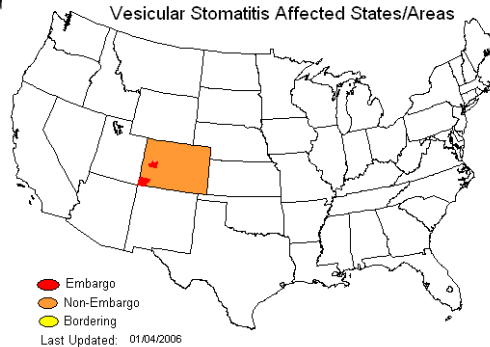 Vesicular Stomatitis Affected States/Areas
Embargo
Non-Embargo
Bordering
Last Updated: 01/04/2006